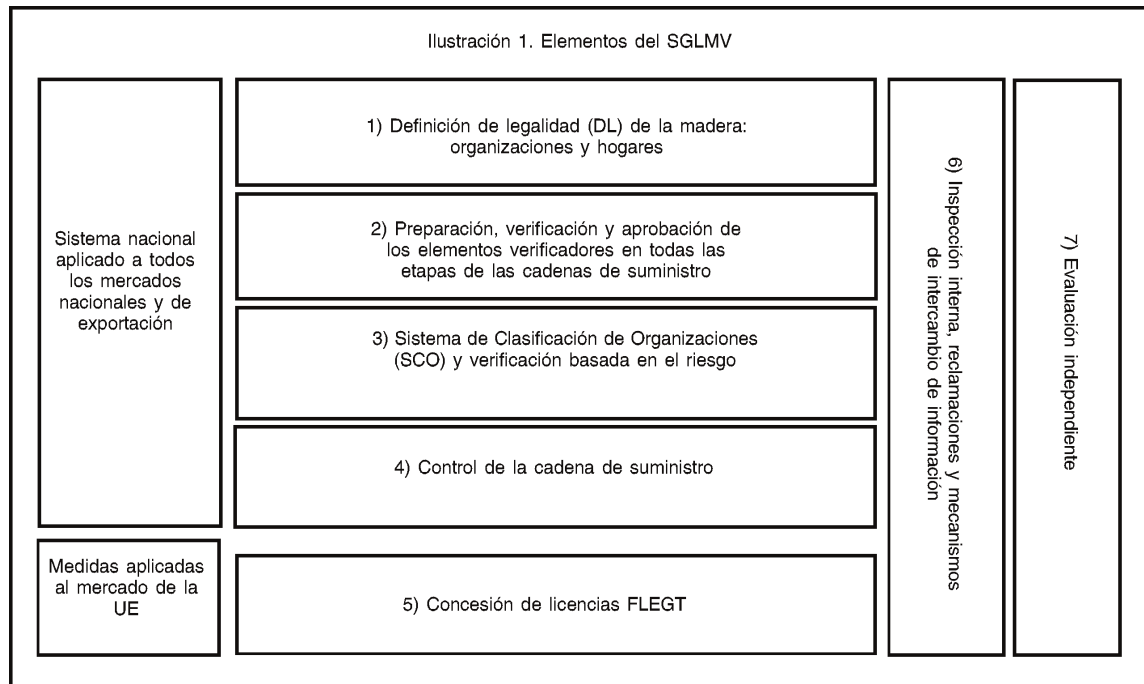 Ilustración 1. Elementos del SGLMV
Sistema nacional
aplicado a todos
los mercados
nacionales y de
exportación
1) Definición de legalidad (DL) de la madera:
organizaciones y hogares
2) Preparación, verificación y aprobación de
los elementos verificadores en todas las
etapas de las cadenas de suministro
3) Sistema de Clasificación de Organizaciones
(SCO) y verificación basada en el riesgo
4) Control de la cadena de suministro
Medidas aplicadas
al mercado de la
UE
5) Concesión de licencias FLEGT
6) Inspección interna, reclamaciones y mecanismos
de intercambio de información
7) Evaluación independiente